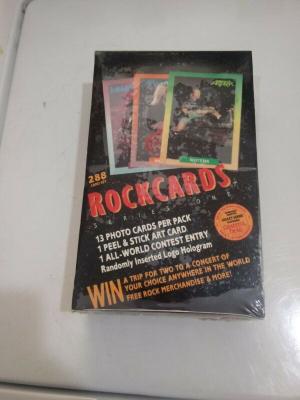 288
ROCKCARDS
SERIES ONE
13 PHOTO CARDS PER PACK
1 PEEL & STICK ART CARD
1 ALL-WORLD CONTEST ENTRY
Randomly Inserted Logo Hologram
WIN A TRIP FOR TWO TO A CONCERT OF
YOUR CHOICE ANYWHERE IN THE WORLD
FREE ROCK MERCHANDISE & MORE!